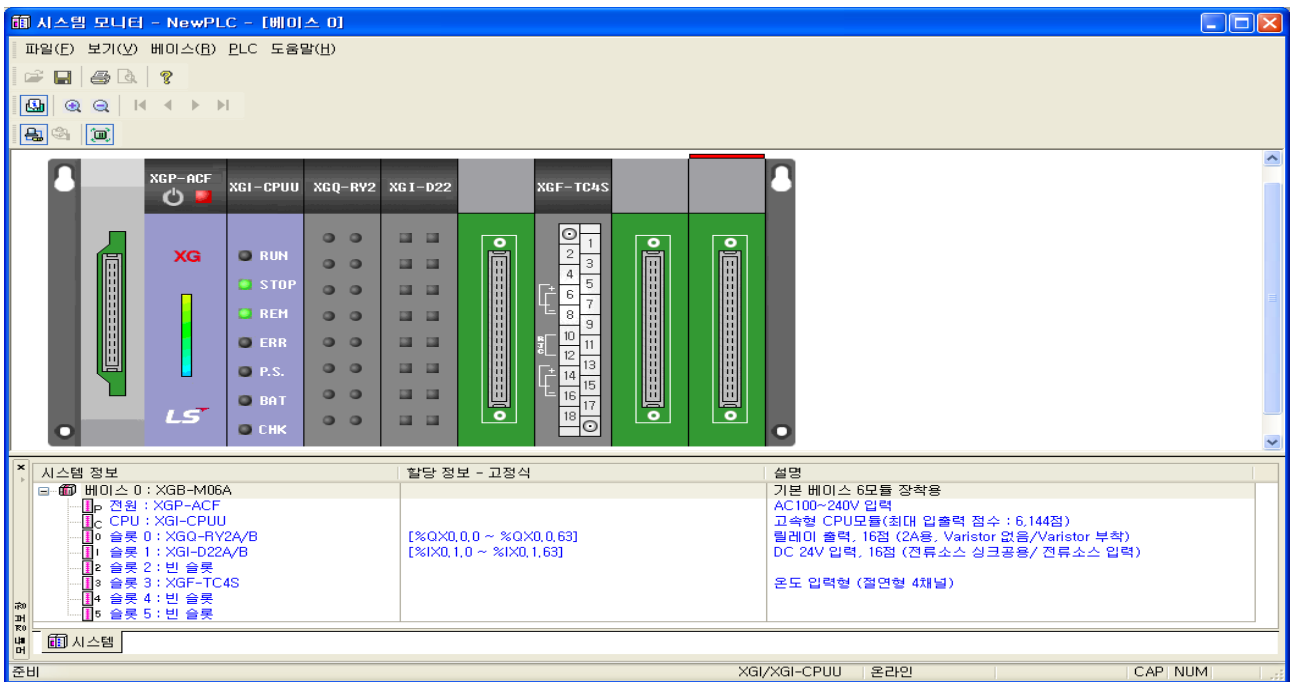 시스템 모니터 - NewPLC - [베이스 0]
파일(F) 보기(V) 베이스(B) PLC 도움말(H)
XGP-ACF XGI-CPUU XGQ-RY2 XGI-D22 XGF-TC4S
XG
RUN
STOP
REM
ERR
P.S.
BAT
CHK
LS
1
2
3
4
5
6
7
8
9
10
11
12
13
14
15
16
17
18
RJC
시스템 정보 할당 정보 - 고정식 설명
베이스 0 : XGB-M06A 기본 베이스 6모듈 장착용
P 전원 : XGP-ACF AC100~240V 입력
C CPU : XGI-CPUU 고속형 CPU모듈(최대 입출력 점수 : 6,144점)
0 슬롯 0 : XGQ-RY2A/B [%QX0,0,0 ~ %QX0,0,63] 릴레이 출력, 16점 (2A용, Varistor 없음/Varistor 부착)
1 슬롯 1 : XGI-D22A/B [%IX0,1,0 ~ %IX0,1,63] DC 24V 입력, 16점 (전류소스 싱크공용/ 전류소스 입력)
2 슬롯 2 : 빈 슬롯
3 슬롯 3 : XGF-TC4S 온도 입력형 (절연형 4채널)
4 슬롯 4 : 빈 슬롯
5 슬롯 5 : 빈 슬롯
시스템
준비 XGI/XGI-CPUU 온라인 CAP NUM